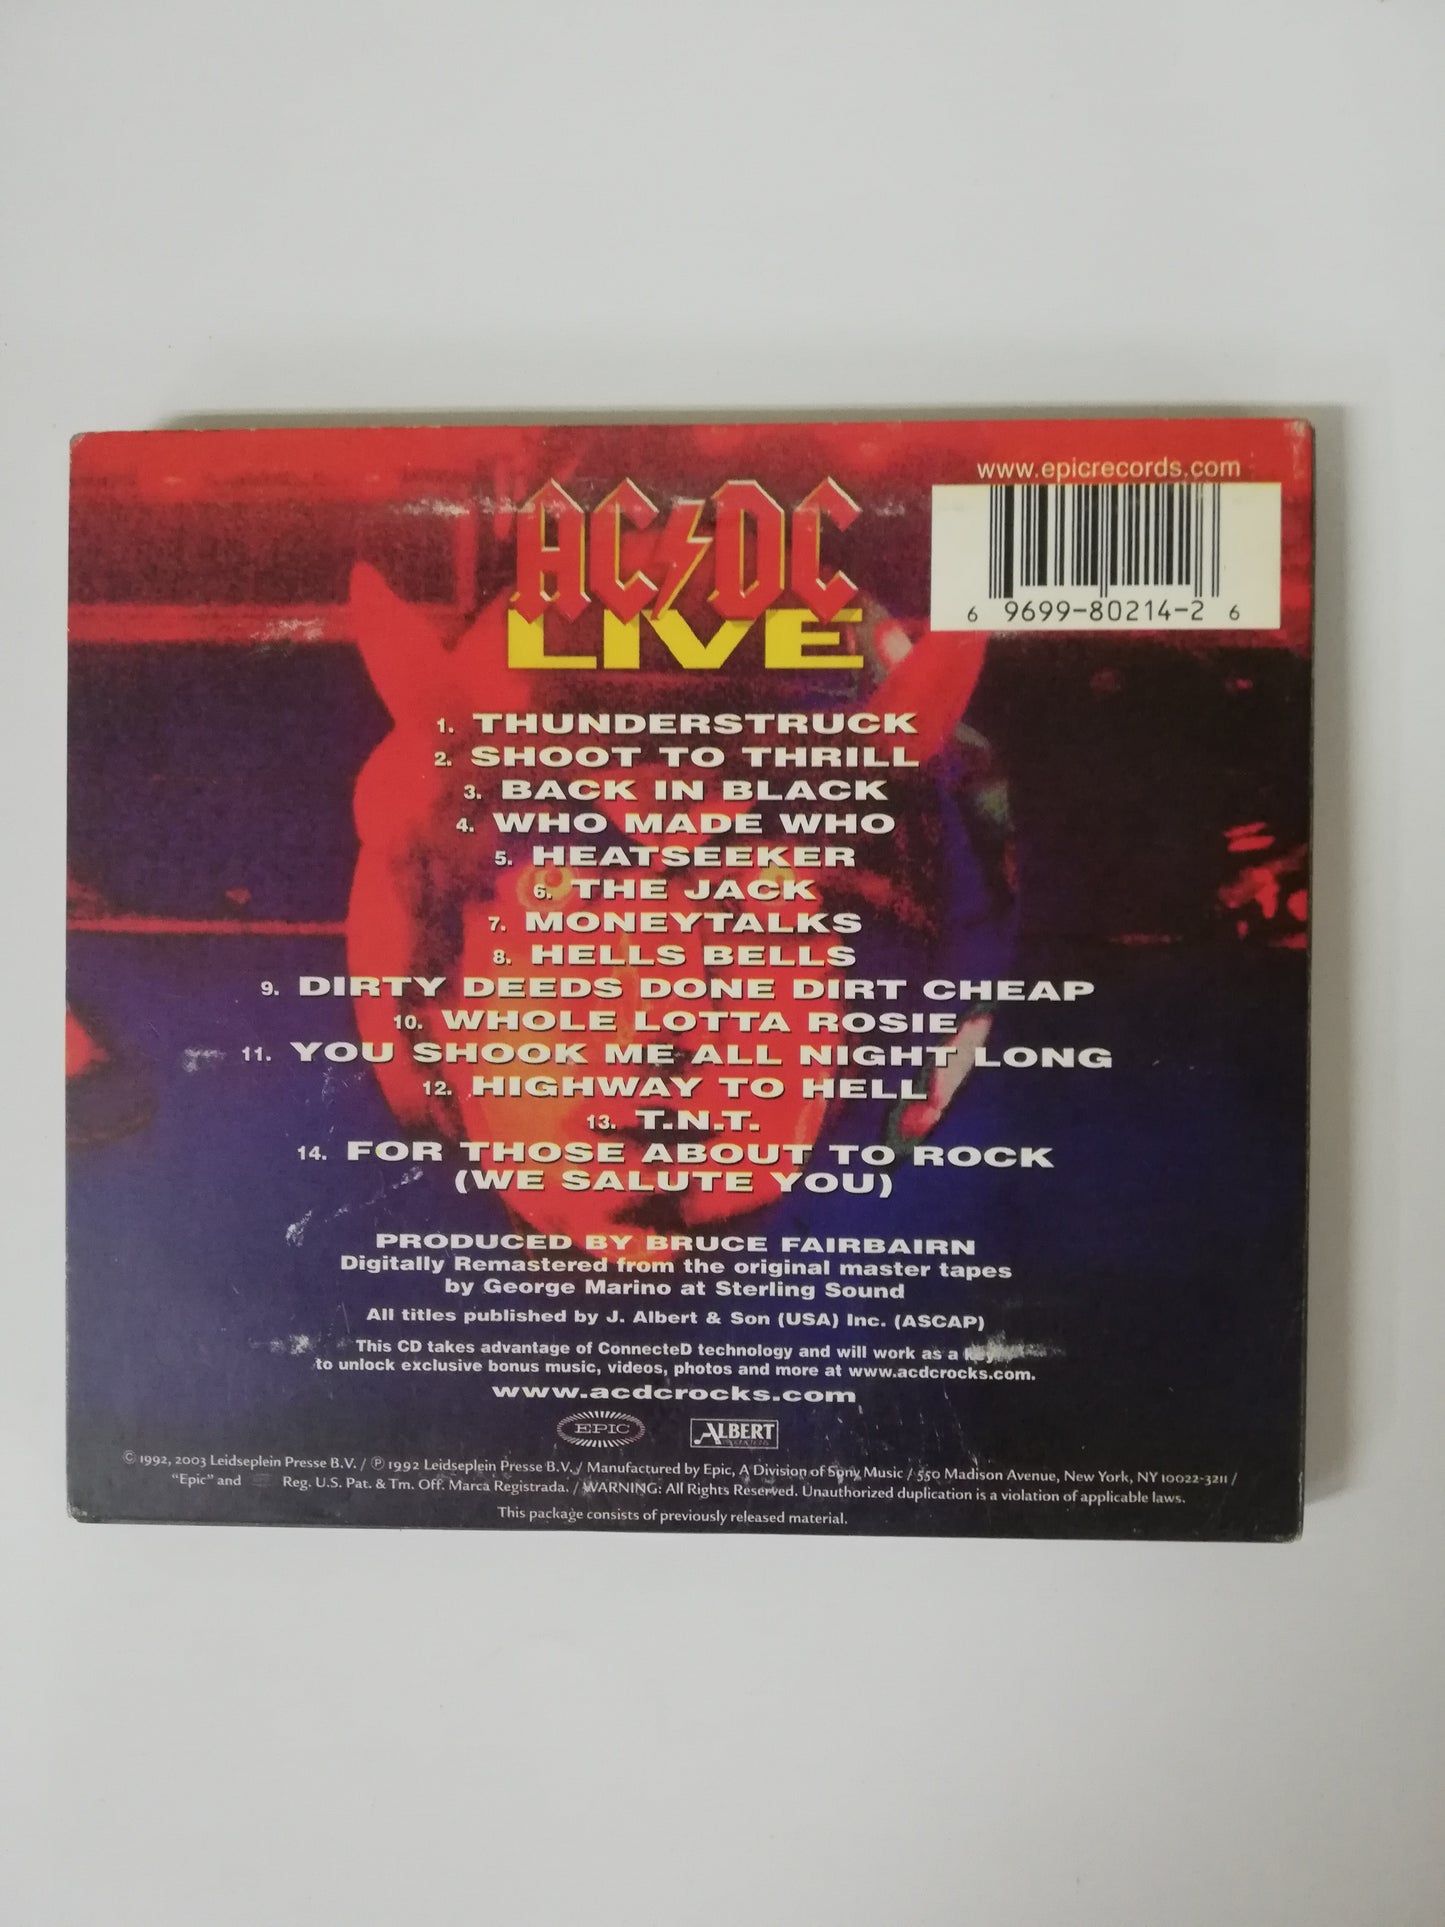 www.epicrecords.com
AC/DC
LIVE
6 9699-80214-2 6
1. THUNDERSTRUCK
2. SHOOT TO THRILL
3. BACK IN BLACK
4. WHO MADE WHO
5. HEATSEEKER
6. THE JACK
7. MONEYTALKS
8. HELLS BELLS
9. DIRTY DEEDS DONE DIRT CHEAP
10. WHOLE LOTTA ROSIE
11. YOU SHOOK ME ALL NIGHT LONG
12. HIGHWAY TO HELL
13. T.N.T.
14. FOR THOSE ABOUT TO ROCK
(WE SALUTE YOU)
PRODUCED BY BRUCE FAIRBAIRN
Digitally Remastered from the original master tapes
by George Marino at Sterling Sound
All titles published by J. Albert & Son (USA) Inc. (ASCAP)
This CD takes advantage of ConnecteD technology and will work as a key
to unlock exclusive bonus music, videos, photos and more at www.acdcrocks.com.
www.acdcrocks.com
EPIC
ALBERT
© 1992, 2003 Leidseplein Presse B.V. / ℗ 1992 Leidseplein Presse B.V. / Manufactured by Epic, A Division of Sony Music / 550 Madison Avenue, New York, NY 10022-3211 /
"Epic" and Reg. U.S. Pat. & Tm. Off. Marca Registrada. / WARNING: All Rights Reserved. Unauthorized duplication is a violation of applicable laws.
This package consists of previously released material.